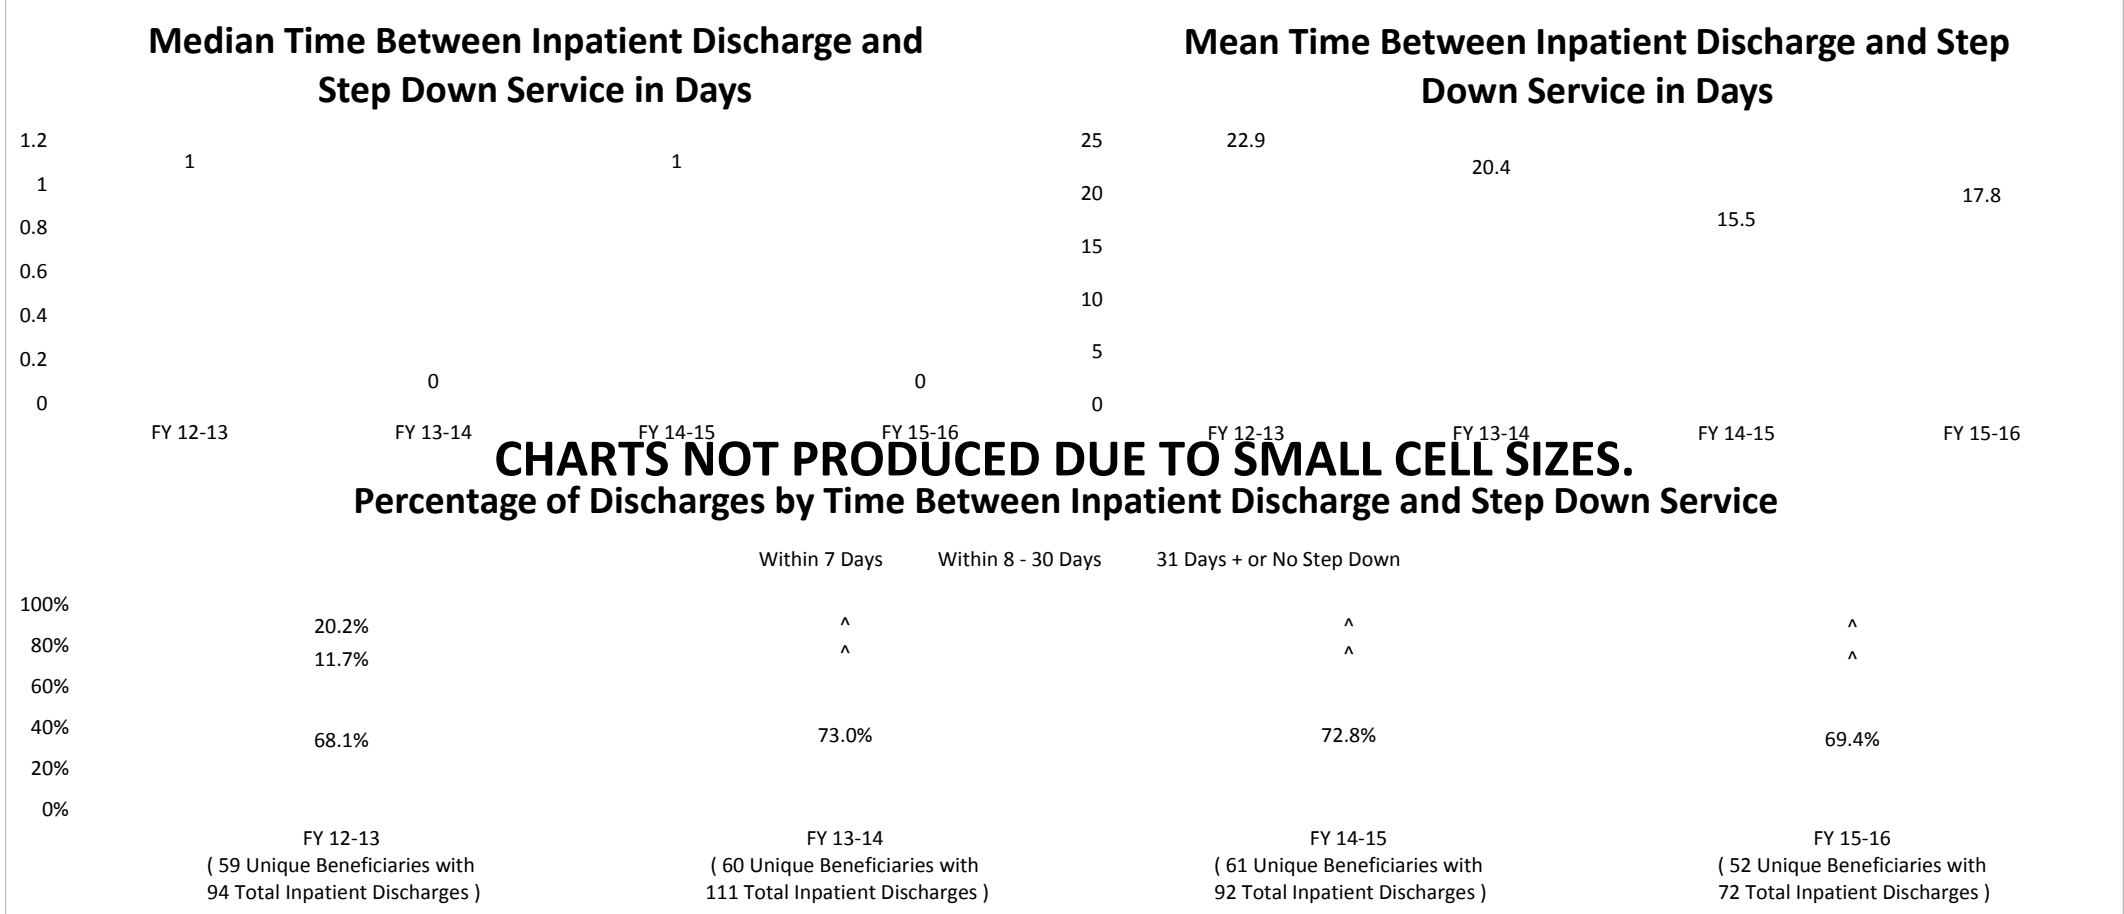 Median Time Between Inpatient Discharge and
Step Down Service in Days
1.2
1
0.8
0.6
0.4
0.2
0
1
0
1
0
FY 12-13
FY 13-14
FY 14-15
FY 15-16
Mean Time Between Inpatient Discharge and Step
Down Service in Days
25
20
15
10
5
0
22.9
20.4
15.5
17.8
FY 12-13
FY 13-14
FY 14-15
FY 15-16
CHARTS NOT PRODUCED DUE TO SMALL CELL SIZES.
Percentage of Discharges by Time Between Inpatient Discharge and Step Down Service
Within 7 Days Within 8 - 30 Days 31 Days + or No Step Down
100%
80%
60%
40%
20%
0%
20.2%
11.7%
68.1%
^
^
73.0%
^
^
72.8%
^
^
69.4%
FY 12-13
( 59 Unique Beneficiaries with
94 Total Inpatient Discharges )
FY 13-14
( 60 Unique Beneficiaries with
111 Total Inpatient Discharges )
FY 14-15
( 61 Unique Beneficiaries with
92 Total Inpatient Discharges )
FY 15-16
( 52 Unique Beneficiaries with
72 Total Inpatient Discharges )